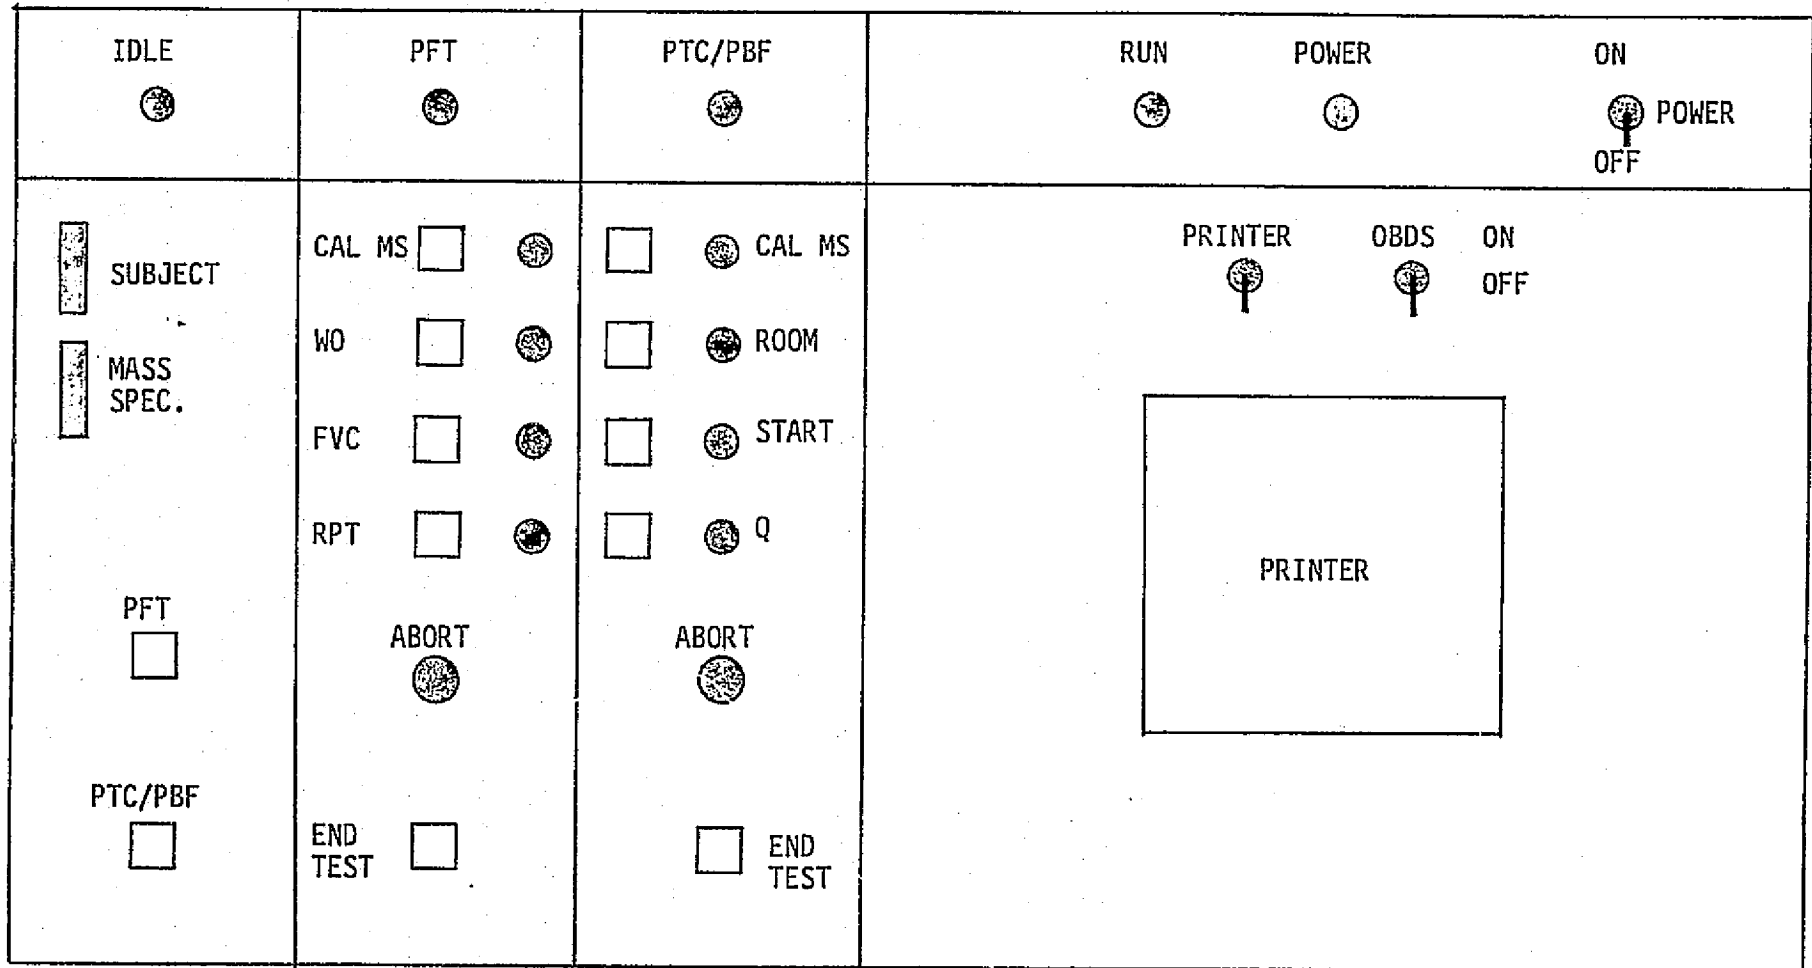 IDLE
PFT
PTC/PBF
RUN
POWER
ON
POWER
OFF
SUBJECT
MASS
SPEC.
PFT
PTC/PBF
CAL MS
WO
FVC
RPT
ABORT
END
TEST
CAL MS
ROOM
START
Q
ABORT
END
TEST
PRINTER
OBDS
ON
OFF
PRINTER